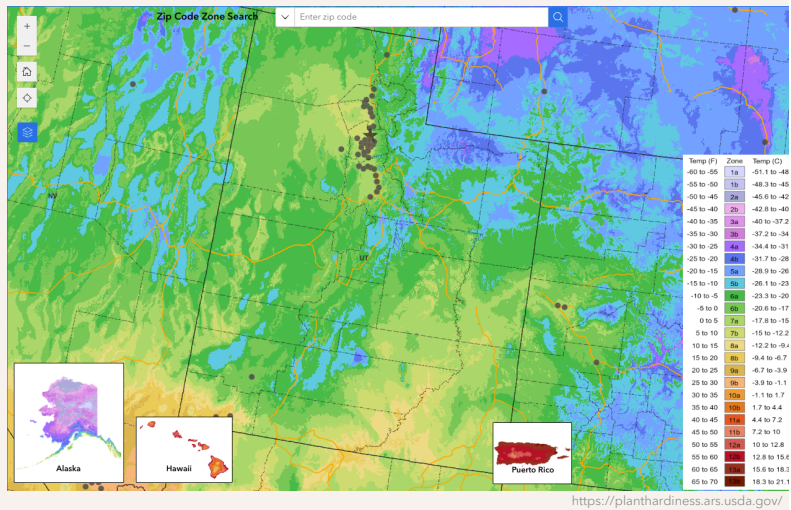 Zip Code Zone Search
Enter zip code
+
−
NV
UT
Temp (F) Zone Temp (C)
-60 to -55 1a -51.1 to -48
-55 to -50 1b -48.3 to -45
-50 to -45 2a -45.6 to -42
-45 to -40 2b -42.8 to -40
-40 to -35 3a -40 to -37.2
-35 to -30 3b -37.2 to -34
-30 to -25 4a -34.4 to -31
-25 to -20 4b -31.7 to -28
-20 to -15 5a -28.9 to -26
-15 to -10 5b -26.1 to -23
-10 to -5 6a -23.3 to -20
-5 to 0 6b -20.6 to -17
0 to 5 7a -17.8 to -15
5 to 10 7b -15 to -12.2
10 to 15 8a -12.2 to -9.4
15 to 20 8b -9.4 to -6.7
20 to 25 9a -6.7 to -3.9
25 to 30 9b -3.9 to -1.1
30 to 35 10a -1.1 to 1.7
35 to 40 10b 1.7 to 4.4
40 to 45 11a 4.4 to 7.2
45 to 50 11b 7.2 to 10
50 to 55 12a 10 to 12.8
55 to 60 12b 12.8 to 15.6
60 to 65 13a 15.6 to 18.3
65 to 70 13b 18.3 to 21.1
Alaska
Hawaii
Puerto Rico
https://planthardiness.ars.usda.gov/